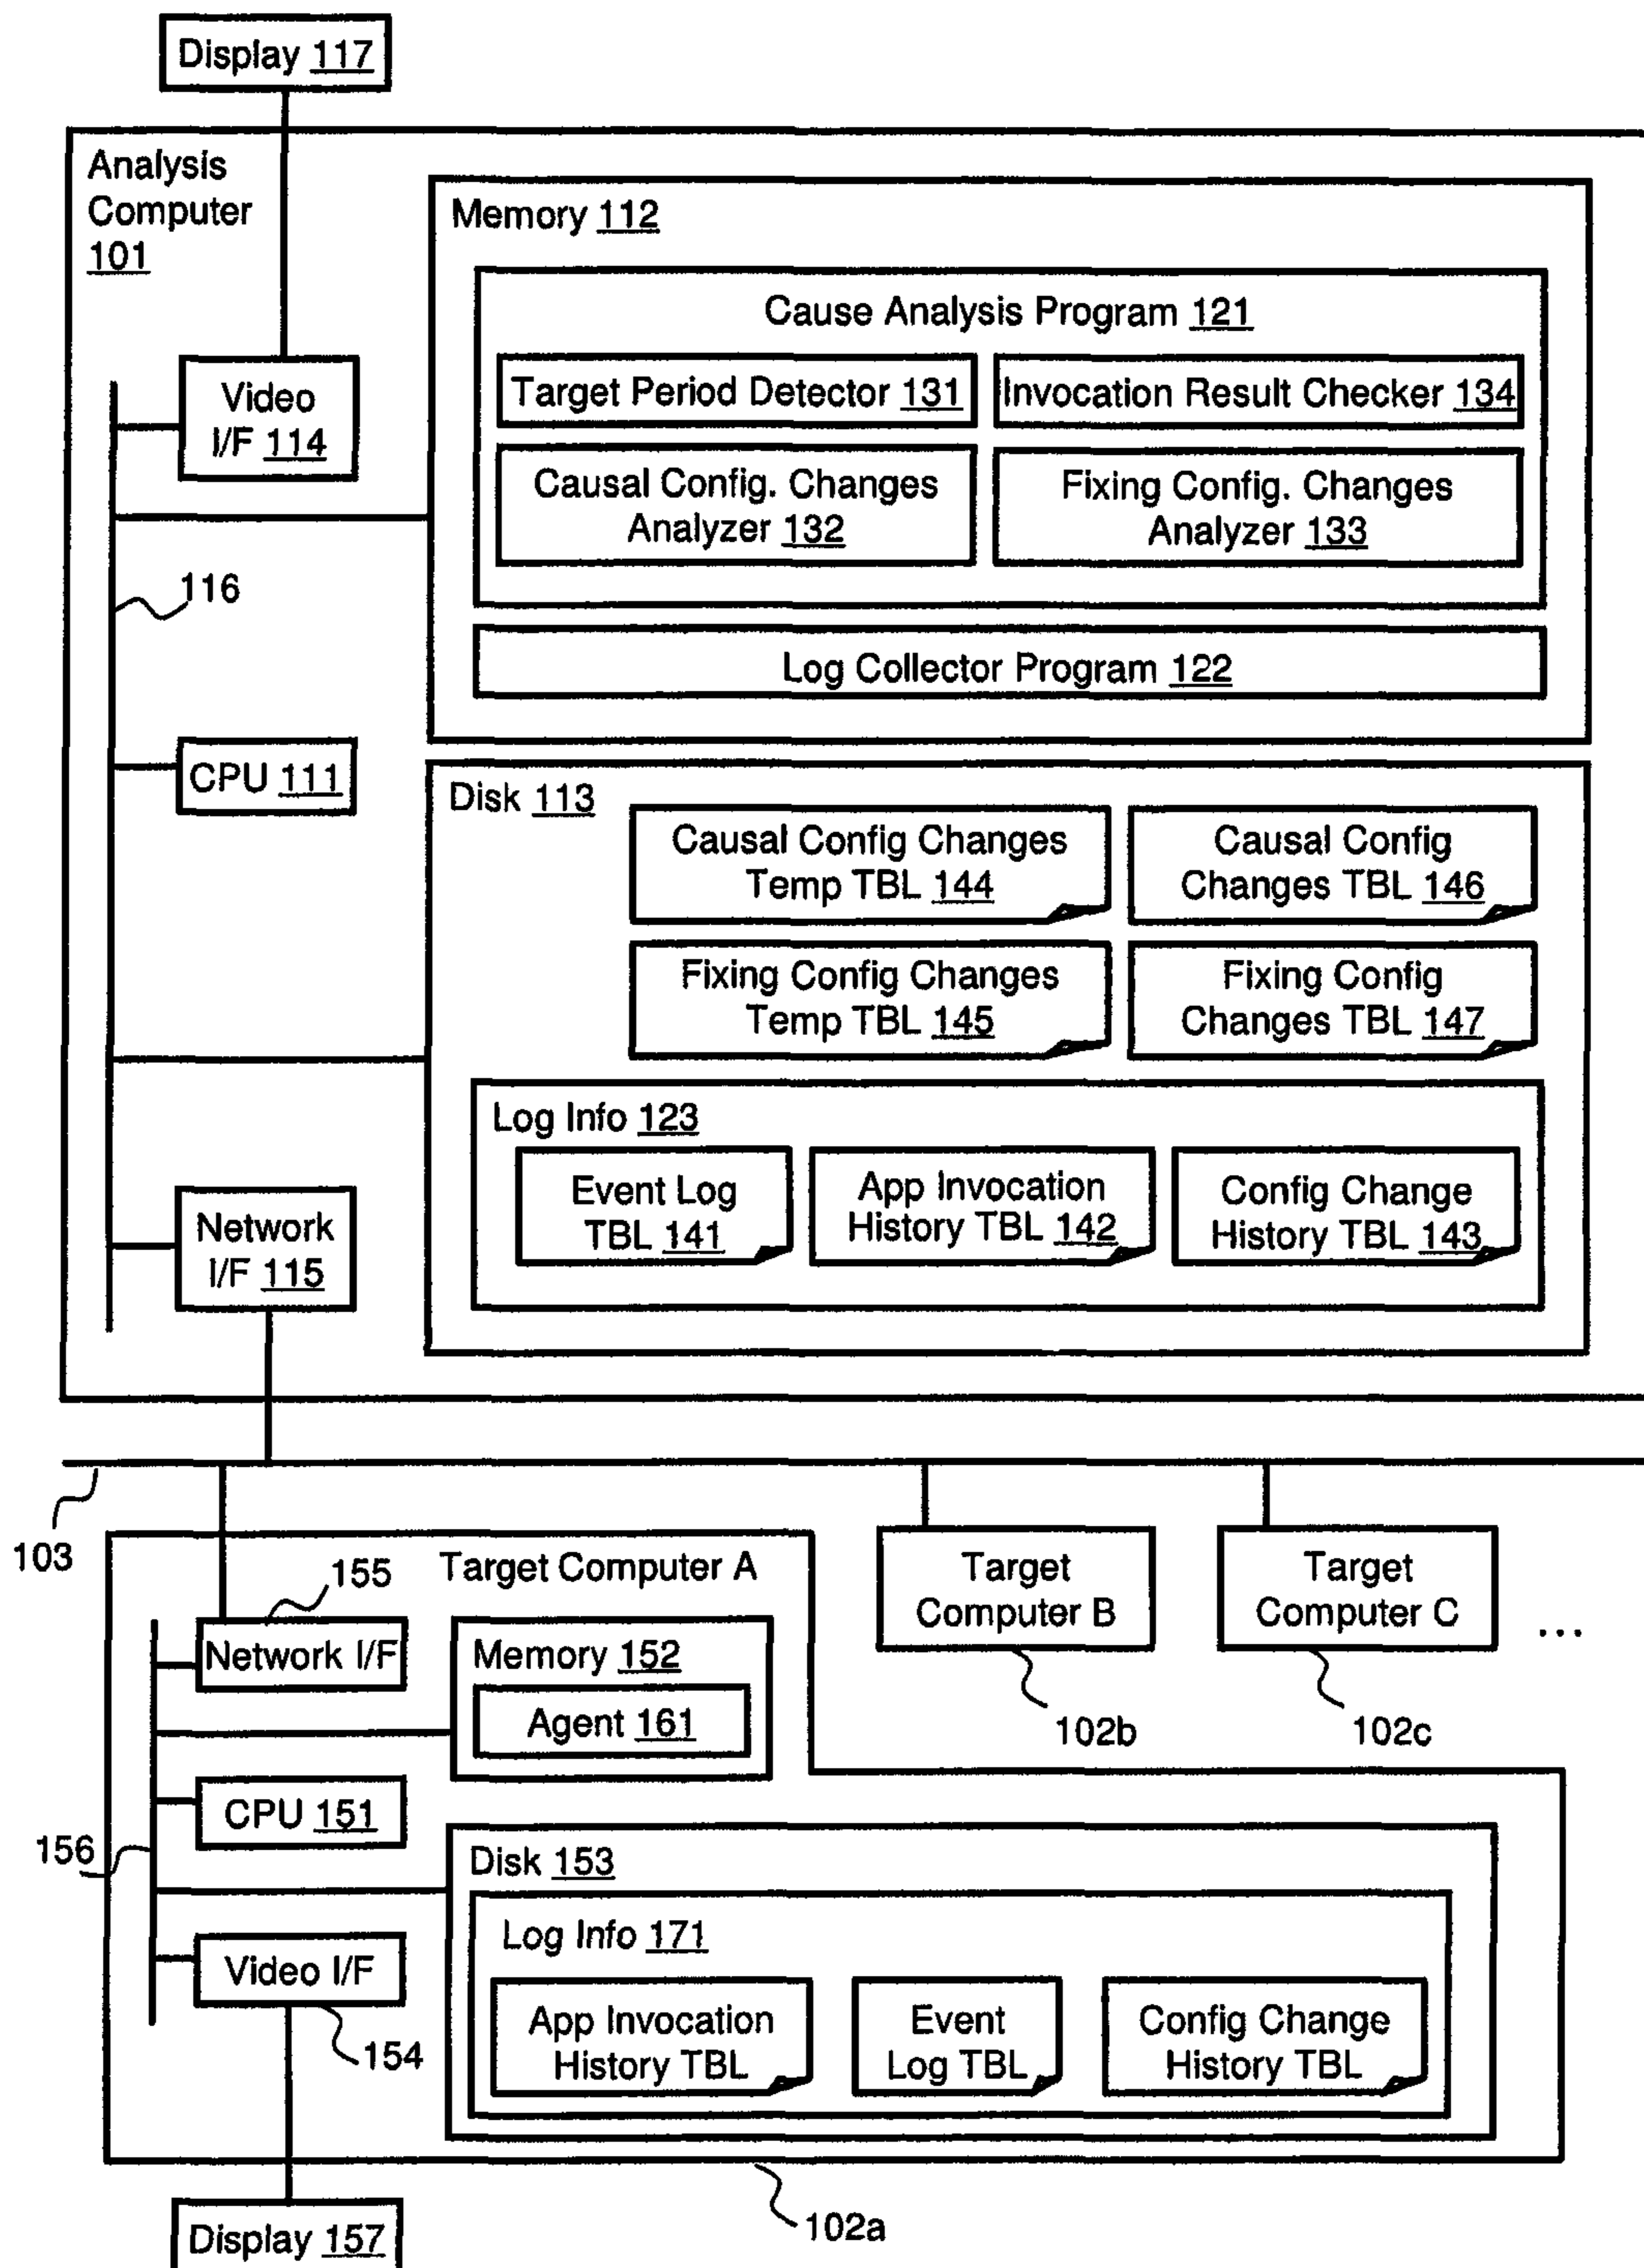 Display 117
Analysis
Computer
101
Memory 112
Cause Analysis Program 121
Target Period Detector 131
Invocation Result Checker 134
Video
I/F 114
Causal Config. Changes
Analyzer 132
Fixing Config. Changes
Analyzer 133
116
Log Collector Program 122
CPU 111
Disk 113
Causal Config Changes
Temp TBL 144
Causal Config
Changes TBL 146
Fixing Config Changes
Temp TBL 145
Fixing Config
Changes TBL 147
Log Info 123
Event Log
TBL 141
App Invocation
History TBL 142
Config Change
History TBL 143
Network
I/F 115
103
Target Computer A
155
Network I/F
Memory 152
Agent 161
Target
Computer B
102b
Target
Computer C
102c
...
CPU 151
156
Disk 153
Log Info 171
Video I/F
154
App Invocation
History TBL
Event
Log TBL
Config Change
History TBL
102a
Display 157